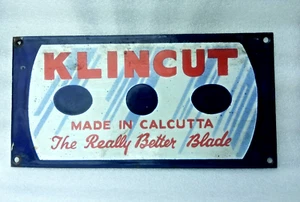 KLINCUT
MADE IN CALCUTTA
The Really Better Blade